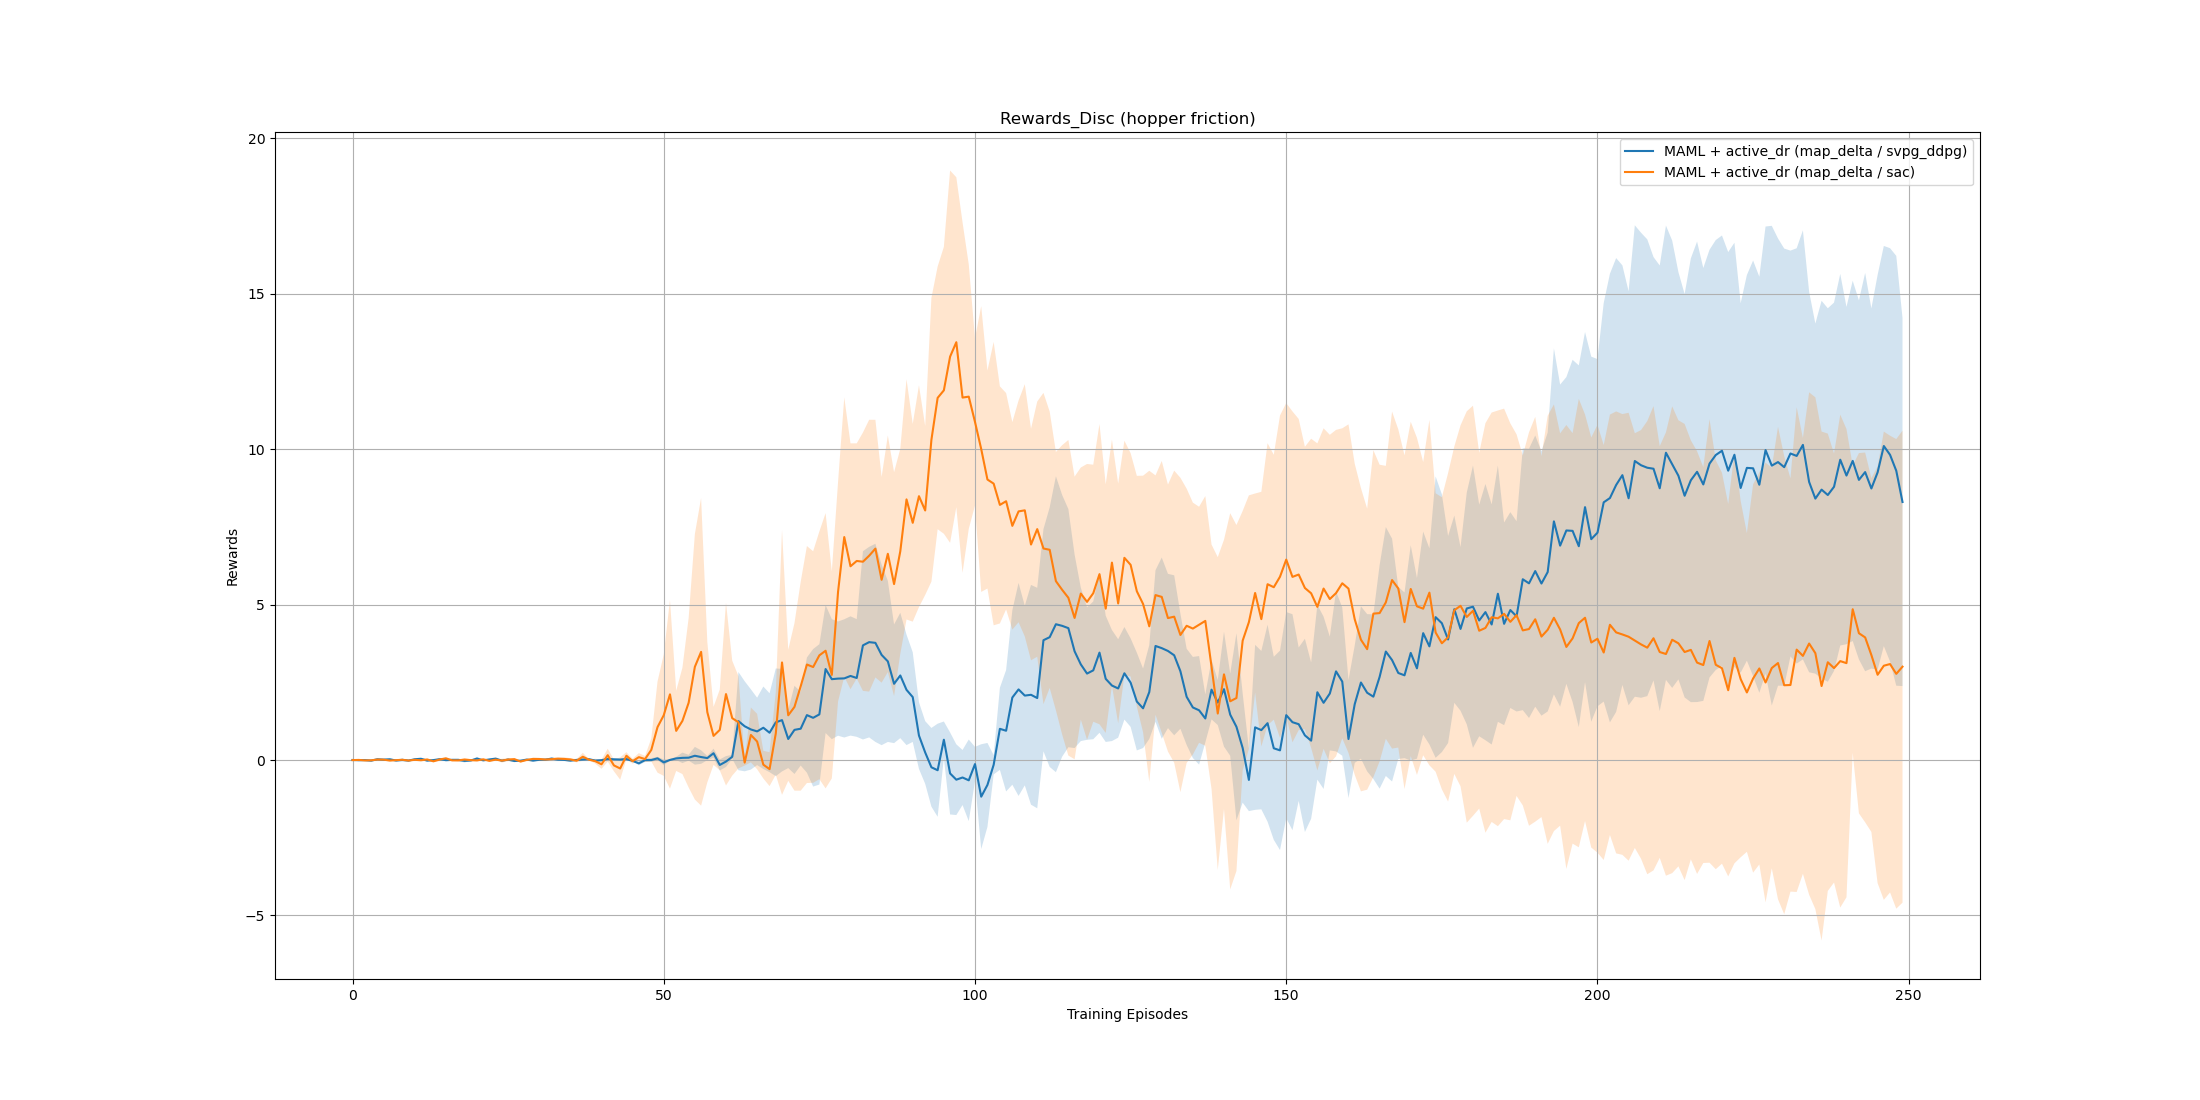 Rewards_Disc (hopper friction)
MAML + active_dr (map_delta / svpg_ddpg)
MAML + active_dr (map_delta / sac)
20
15
10
5
0
−5
Rewards
0 50 100 150 200 250
Training Episodes